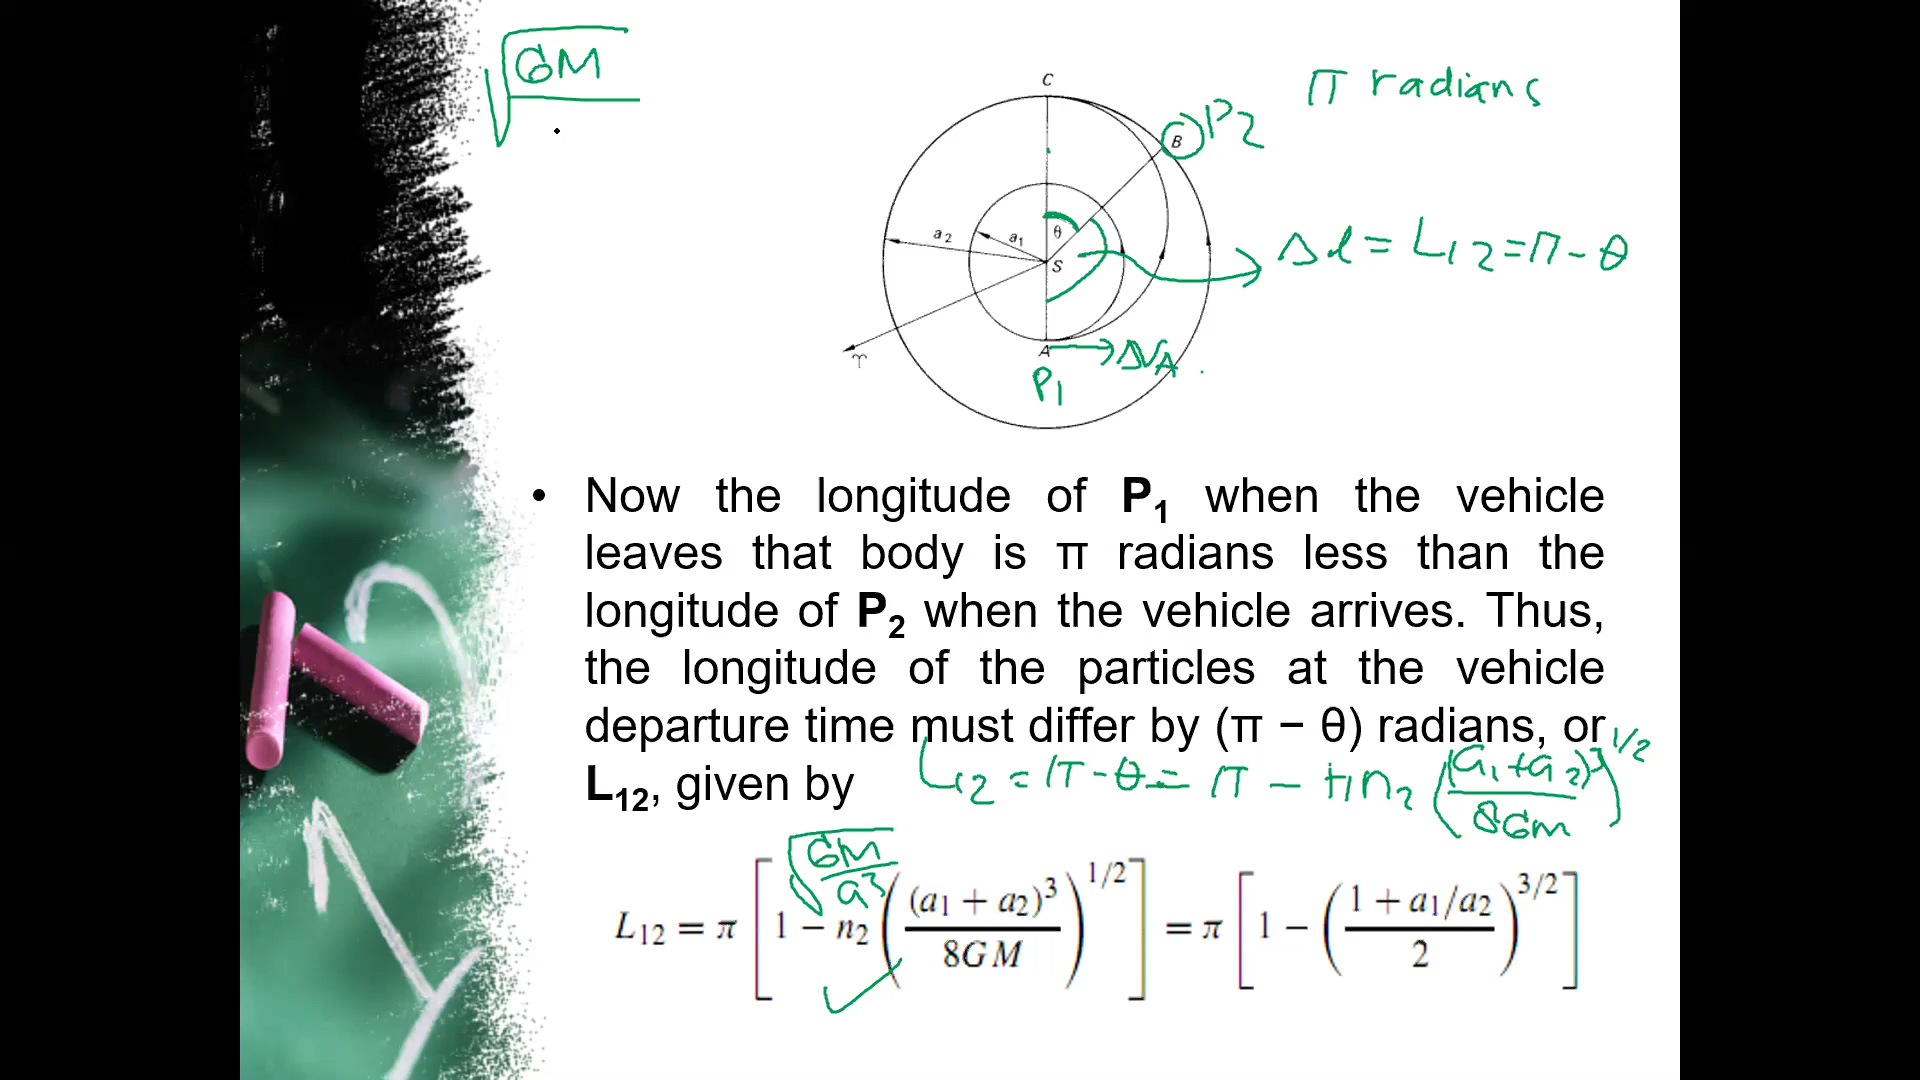 √GM
C
P2
π radians
B
a2
a1
θ
S
Δl = L12 = π - θ
A
ΔVA
♈
P1
• Now the longitude of P1 when the vehicle
leaves that body is π radians less than the
longitude of P2 when the vehicle arrives. Thus,
the longitude of the particles at the vehicle
departure time must differ by (π − θ) radians, or
L12, given by
L12 = π - θ = π - πn2 ((a1+a2)^3/8GM)^1/2
√GM/a^3
L12 = π [1 − n2 ((a1 + a2)^3/8GM)^1/2] = π [1 − (1 + a1/a2/2)^3/2]